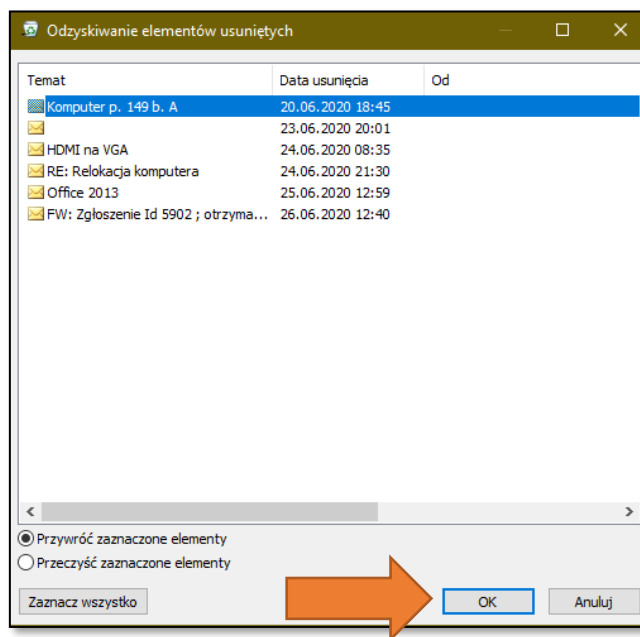 Odzyskiwanie elementów usuniętych
Temat Data usunięcia Od
Komputer p. 149 b. A 20.06.2020 18:45
23.06.2020 20:01
HDMI na VGA 24.06.2020 08:35
RE: Relokacja komputera 24.06.2020 21:30
Office 2013 25.06.2020 12:59
FW: Zgłoszenie Id 5902 ; otrzyma... 26.06.2020 12:40
Przywróć zaznaczone elementy
Przeczyść zaznaczone elementy
Zaznacz wszystko OK Anuluj